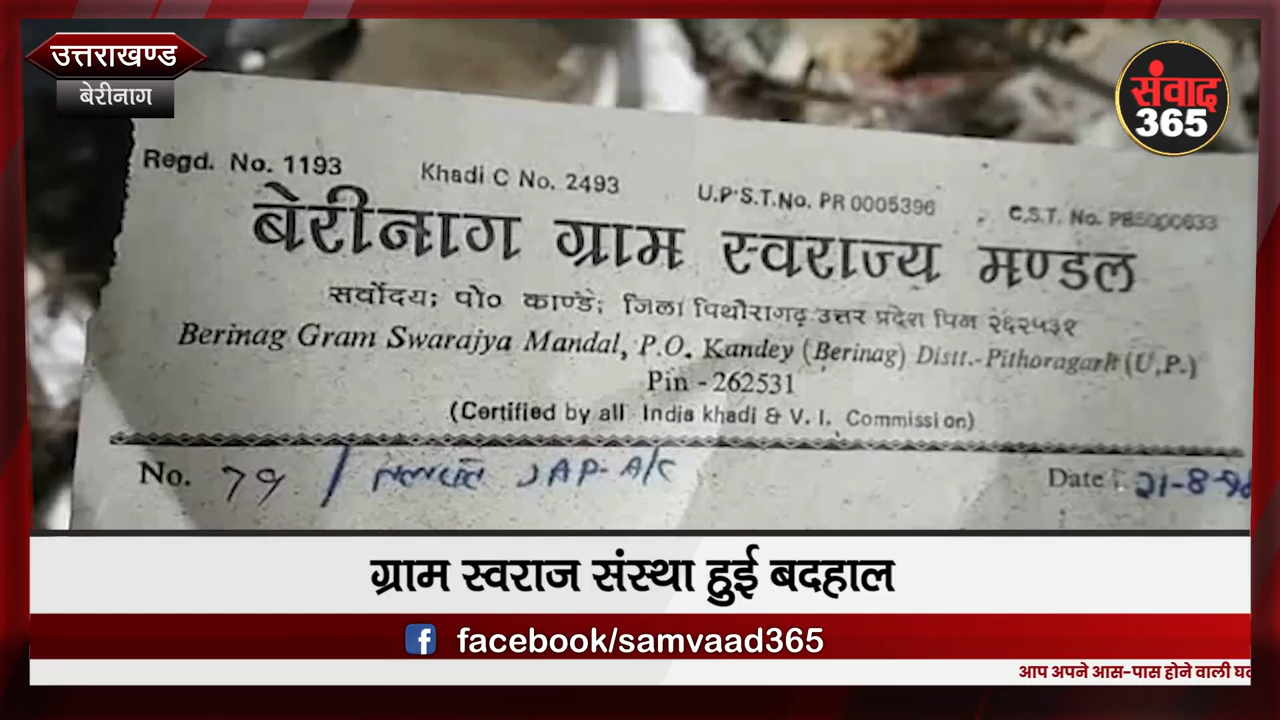 उत्तराखण्ड
बेरीनाग
संवाद
365
Regd. No. 1193 Khadi C No. 2493 U.P.S.T.No. PR 0005396 C.S.T. No.
बेरीनाग ग्राम स्वराज्य मण्डल
सर्वोदय; पो० काण्डे; जिला पिथौरागढ़ उत्तर प्रदेश पिन २६२५३१
Berinag Gram Swarajya Mandal, P.O. Kandey (Berinag) Distt.-Pithoragarh (U.P.)
Pin - 262531
(Certified by all India khadi & V. I. Commission)
No. 79 / A/C Date : 21-8-
ग्राम स्वराज संस्था हुई बदहाल
facebook/samvaad365
आप अपने आस-पास होने वाली